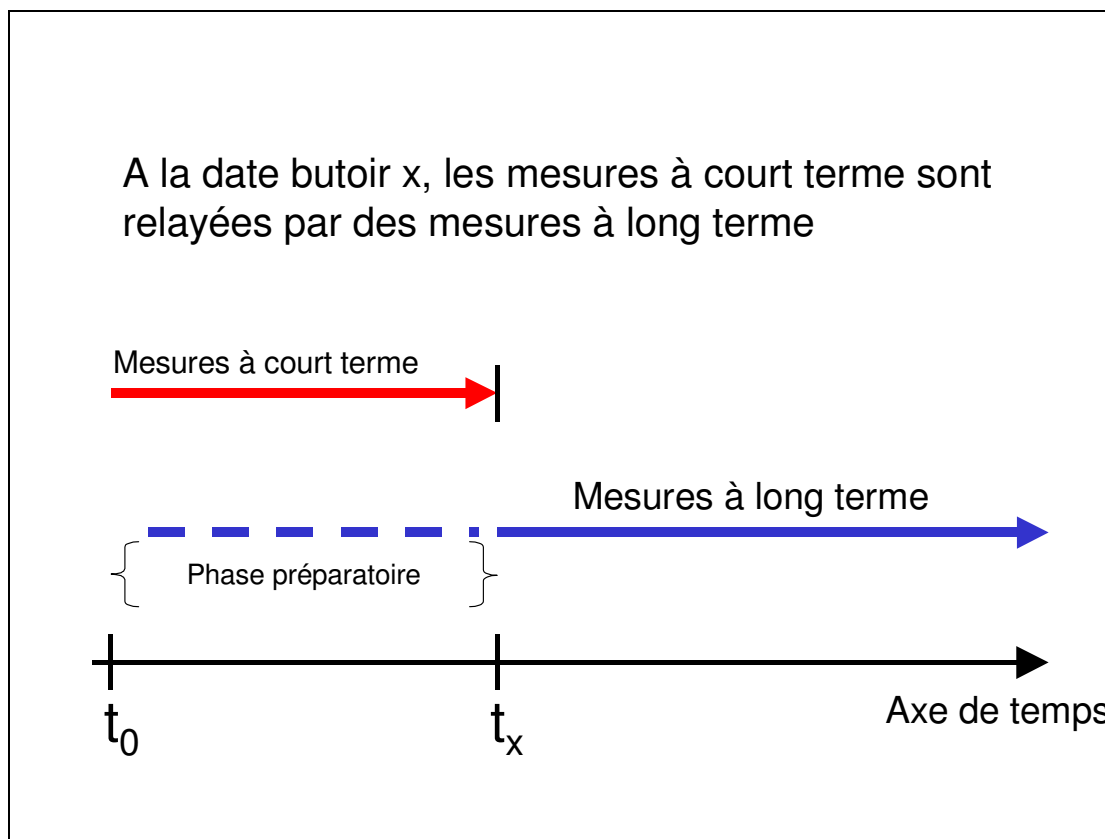 A la date butoir x, les mesures à court terme sont
relayées par des mesures à long terme
Mesures à court terme
Mesures à long terme
Phase préparatoire
t0
tx
Axe de temps